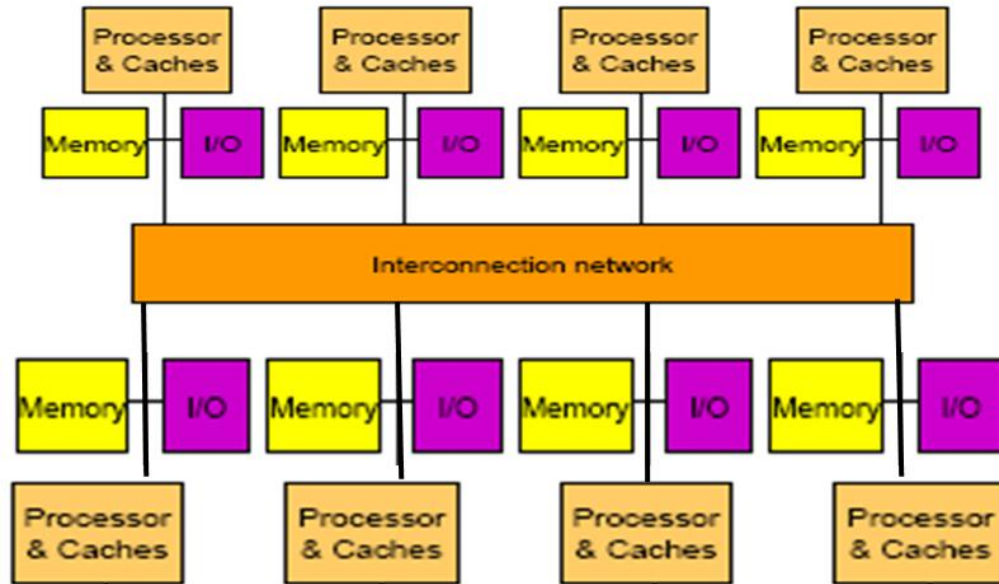 Processor
& Caches
Processor
& Caches
Processor
& Caches
Processor
& Caches
Memory
I/O
Memory
I/O
Memory
I/O
Memory
I/O
Interconnection network
Memory
I/O
Memory
I/O
Memory
I/O
Memory
I/O
Processor
& Caches
Processor
& Caches
Processor
& Caches
Processor
& Caches